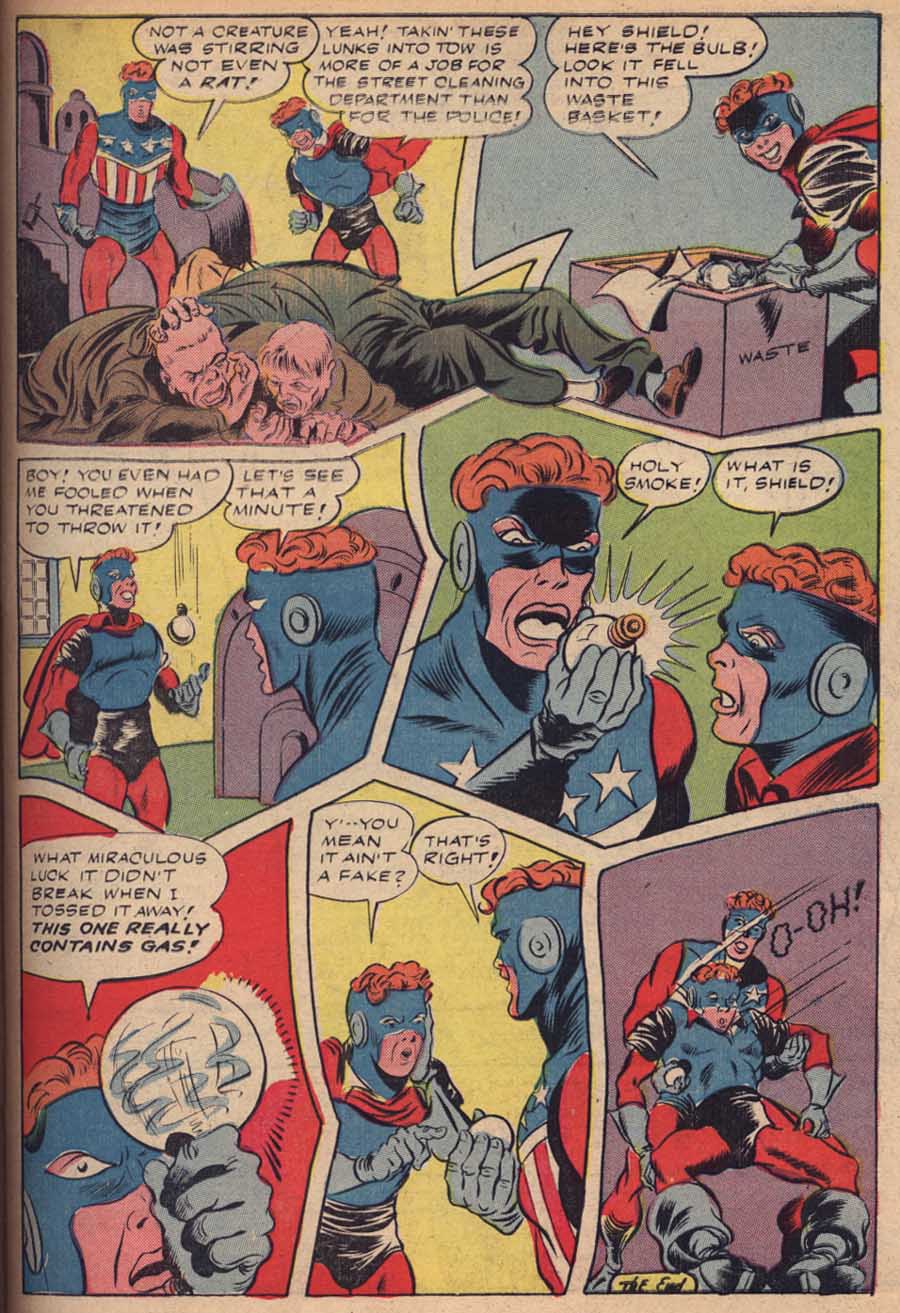 NOT A CREATURE
WAS STIRRING
NOT EVEN
A RAT!
YEAH! TAKIN' THESE
LUNKS INTO TOW IS
MORE OF A JOB FOR
THE STREET CLEANING
DEPARTMENT THAN
FOR THE POLICE!
HEY SHIELD!
HERE'S THE BULB!
LOOK IT FELL
INTO THIS
WASTE
BASKET!
WASTE
BOY! YOU EVEN HAD
ME FOOLED WHEN
YOU THREATENED
TO THROW IT!
LET'S SEE
THAT A
MINUTE!
HOLY
SMOKE!
WHAT IS
IT, SHIELD!
WHAT MIRACULOUS
LUCK IT DIDN'T
BREAK WHEN I
TOSSED IT AWAY!
THIS ONE REALLY
CONTAINS GAS!
Y'--YOU
MEAN
IT AIN'T
A FAKE?
THAT'S
RIGHT!
O-OH!
THE END